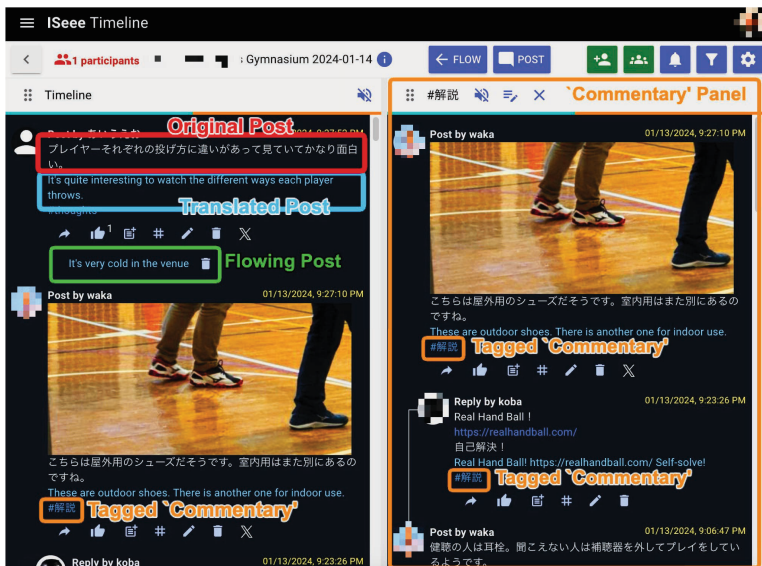 ISeee Timeline
1 participants
: Gymnasium 2024-01-14
FLOW
POST
Timeline
Original Post
Post by あいうえお
プレイヤーそれぞれの投げ方に違いがあって見ていてかなり面白
い。
It's quite interesting to watch the different ways each player
throws.
#thoughts
Translated Post
1
It's very cold in the venue
Flowing Post
Post by waka
01/13/2024, 9:27:10 PM
こちらは屋外用のシューズだそうです。室内用はまた別にあるの
ですね。
These are outdoor shoes. There is another one for indoor use.
#解説
Tagged `Commentary'
Reply by koba
01/13/2024, 9:23:26 PM
#解説
`Commentary' Panel
Post by waka
01/13/2024, 9:27:10 PM
こちらは屋外用のシューズだそうです。室内用はまた別にあるの
ですね。
These are outdoor shoes. There is another one for indoor use.
#解説
Tagged `Commentary'
Reply by koba
01/13/2024, 9:23:26 PM
Real Hand Ball！
https://realhandball.com/
自己解決！
Real Hand Ball! https://realhandball.com/ Self-solve!
#解説
Tagged `Commentary'
Post by waka
01/13/2024, 9:06:47 PM
健聴の人は耳栓。聞こえない人は補聴器を外してプレイをしてい
るようです。